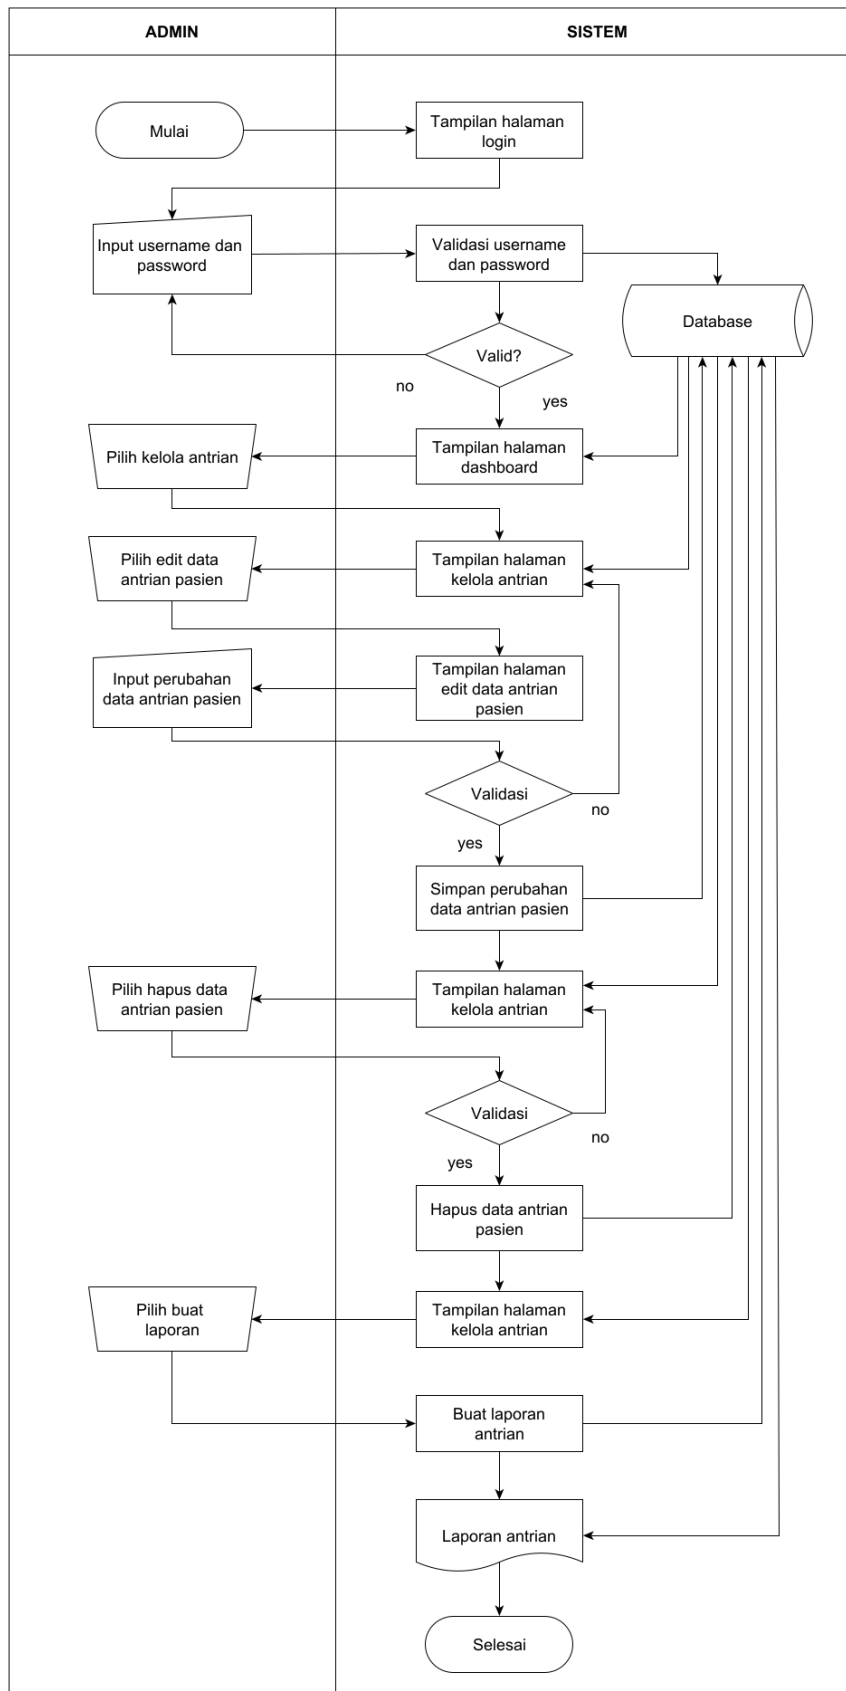 ADMIN
SISTEM
Mulai
Tampilan halaman
login
Input username dan
password
Validasi username
dan password
Database
Valid?
no
yes
Pilih kelola antrian
Tampilan halaman
dashboard
Pilih edit data
antrian pasien
Tampilan halaman
kelola antrian
Input perubahan
data antrian pasien
Tampilan halaman
edit data antrian
pasien
Validasi
no
yes
Simpan perubahan
data antrian pasien
Pilih hapus data
antrian pasien
Tampilan halaman
kelola antrian
Validasi
no
yes
Hapus data antrian
pasien
Pilih buat
laporan
Tampilan halaman
kelola antrian
Buat laporan
antrian
Laporan antrian
Selesai